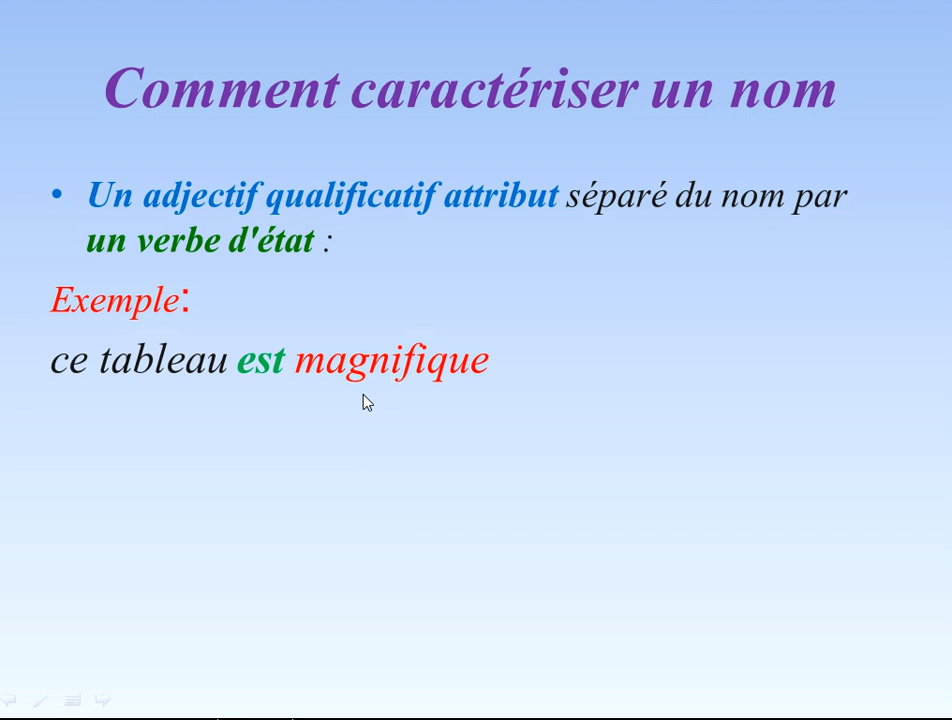 Comment caractériser un nom
• Un adjectif qualificatif attribut séparé du nom par
un verbe d'état :
Exemple:
ce tableau est magnifique